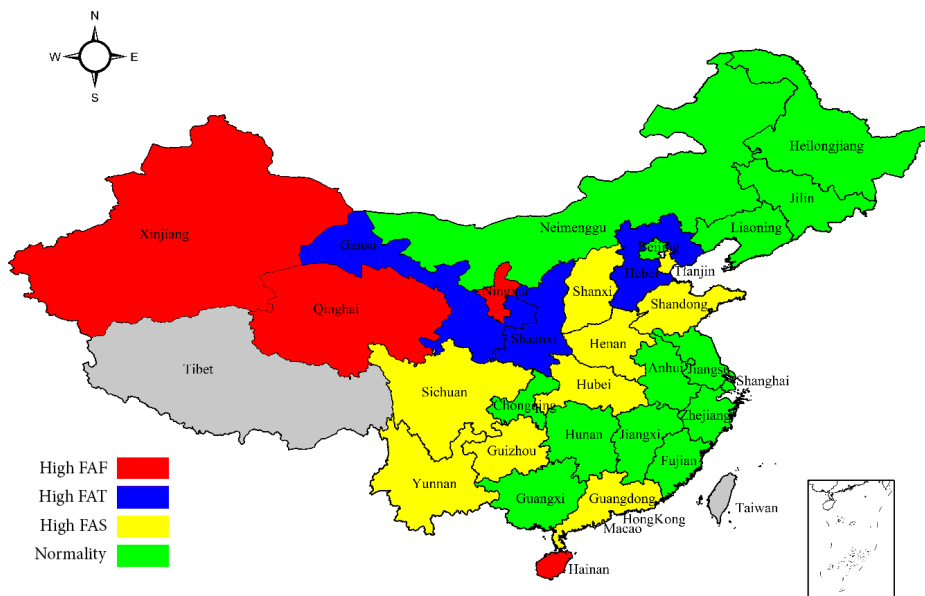 N
W E
S
Heilongjiang
Jilin
Liaoning
Neimenggu
Xinjiang
Gansu
Beijing
Tianjin
Hebei
Ningxia
Shanxi
Shandong
Qinghai
Shaanxi
Henan
Tibet
Anhui
Jiangsu
Shanghai
Sichuan
Hubei
Chongqing
Zhejiang
Hunan
Jiangxi
Guizhou
Fujian
Yunnan
Guangxi
Guangdong
HongKong
Macao
Taiwan
Hainan
High FAF
High FAT
High FAS
Normality